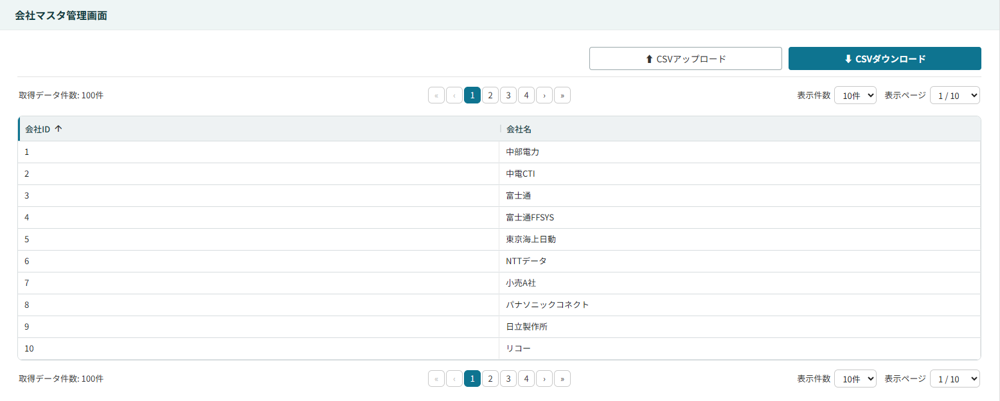 会社マスタ管理画面
⬆ CSVアップロード ⬇ CSVダウンロード
取得データ件数: 100件 « ‹ 1 2 3 4 › » 表示件数 10件 表示ページ 1 / 10
会社ID ↑ 会社名
1 中部電力
2 中電CTI
3 富士通
4 富士通FFSYS
5 東京海上日動
6 NTTデータ
7 小売A社
8 パナソニックコネクト
9 日立製作所
10 リコー
取得データ件数: 100件 « ‹ 1 2 3 4 › » 表示件数 10件 表示ページ 1 / 10